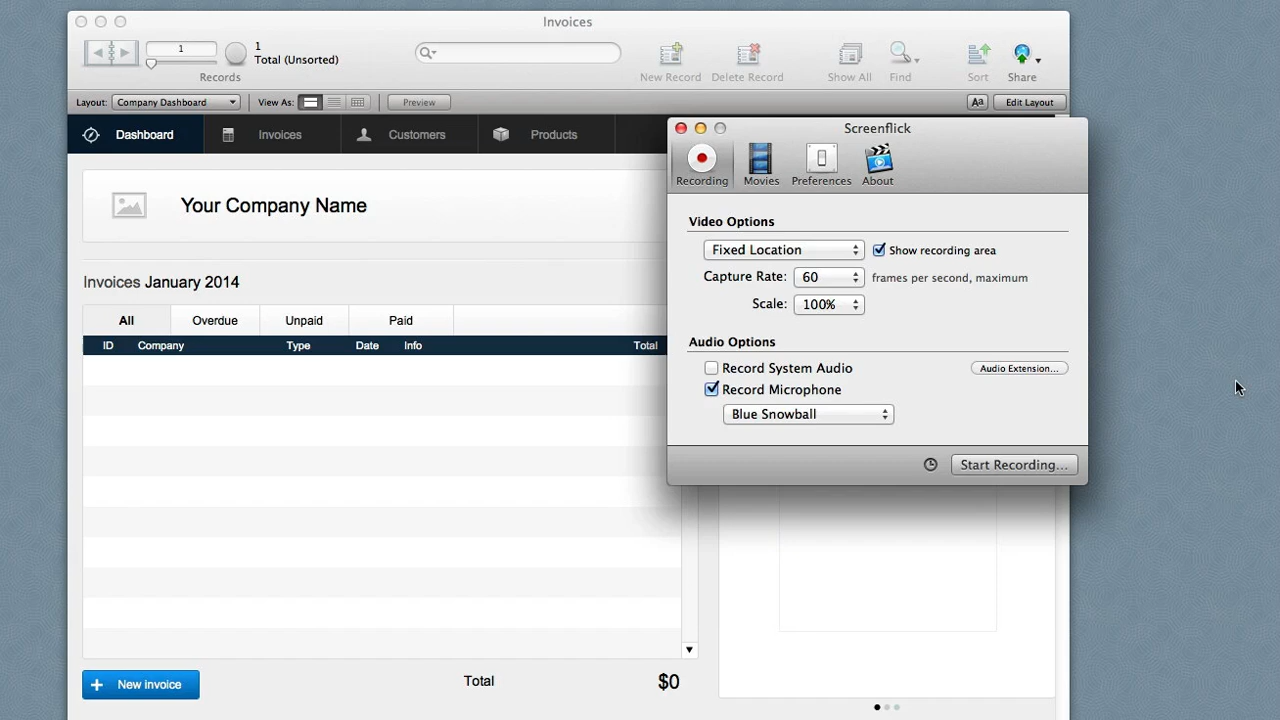 Invoices
1
1
Total (Unsorted)
Records
New Record
Delete Record
Show All
Find
Sort
Share
Layout:
Company Dashboard
View As:
Preview
Aa
Edit Layout
Dashboard
Invoices
Customers
Products
Your Company Name
Invoices January 2014
All
Overdue
Unpaid
Paid
ID
Company
Type
Date
Info
Total
New invoice
Total
$0
Screenflick
Recording
Movies
Preferences
About
Video Options
Fixed Location
Show recording area
Capture Rate:
60
frames per second, maximum
Scale:
100%
Audio Options
Record System Audio
Audio Extension...
Record Microphone
Blue Snowball
Start Recording...